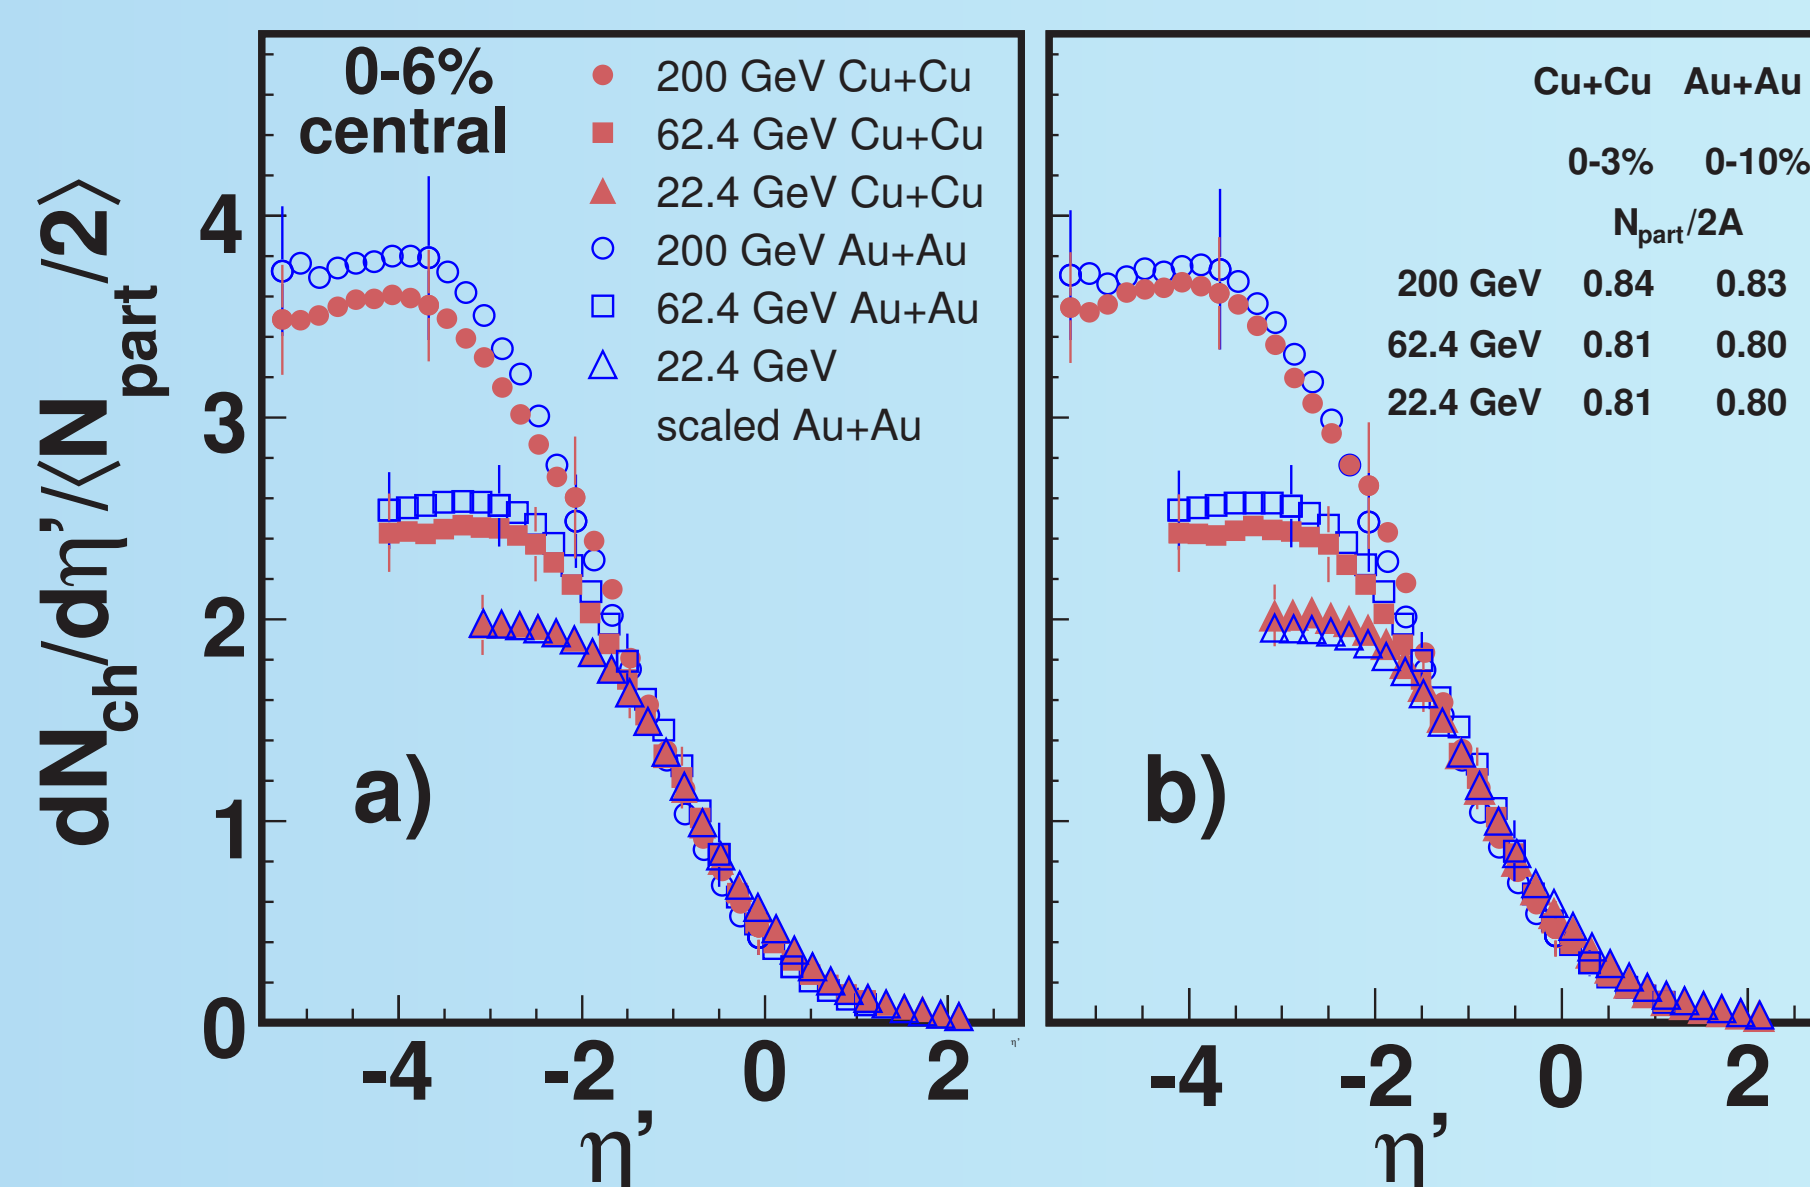 0-6%
central
200 GeV Cu+Cu
62.4 GeV Cu+Cu
22.4 GeV Cu+Cu
200 GeV Au+Au
62.4 GeV Au+Au
22.4 GeV
scaled Au+Au
dN_ch/dη'/⟨N_part/2⟩
4
3
2
1
0
a)
-4 -2 0 2
η'
η’
Cu+Cu Au+Au
0-3% 0-10%
N_part/2A
200 GeV 0.84 0.83
62.4 GeV 0.81 0.80
22.4 GeV 0.81 0.80
b)
-4 -2 0 2
η’